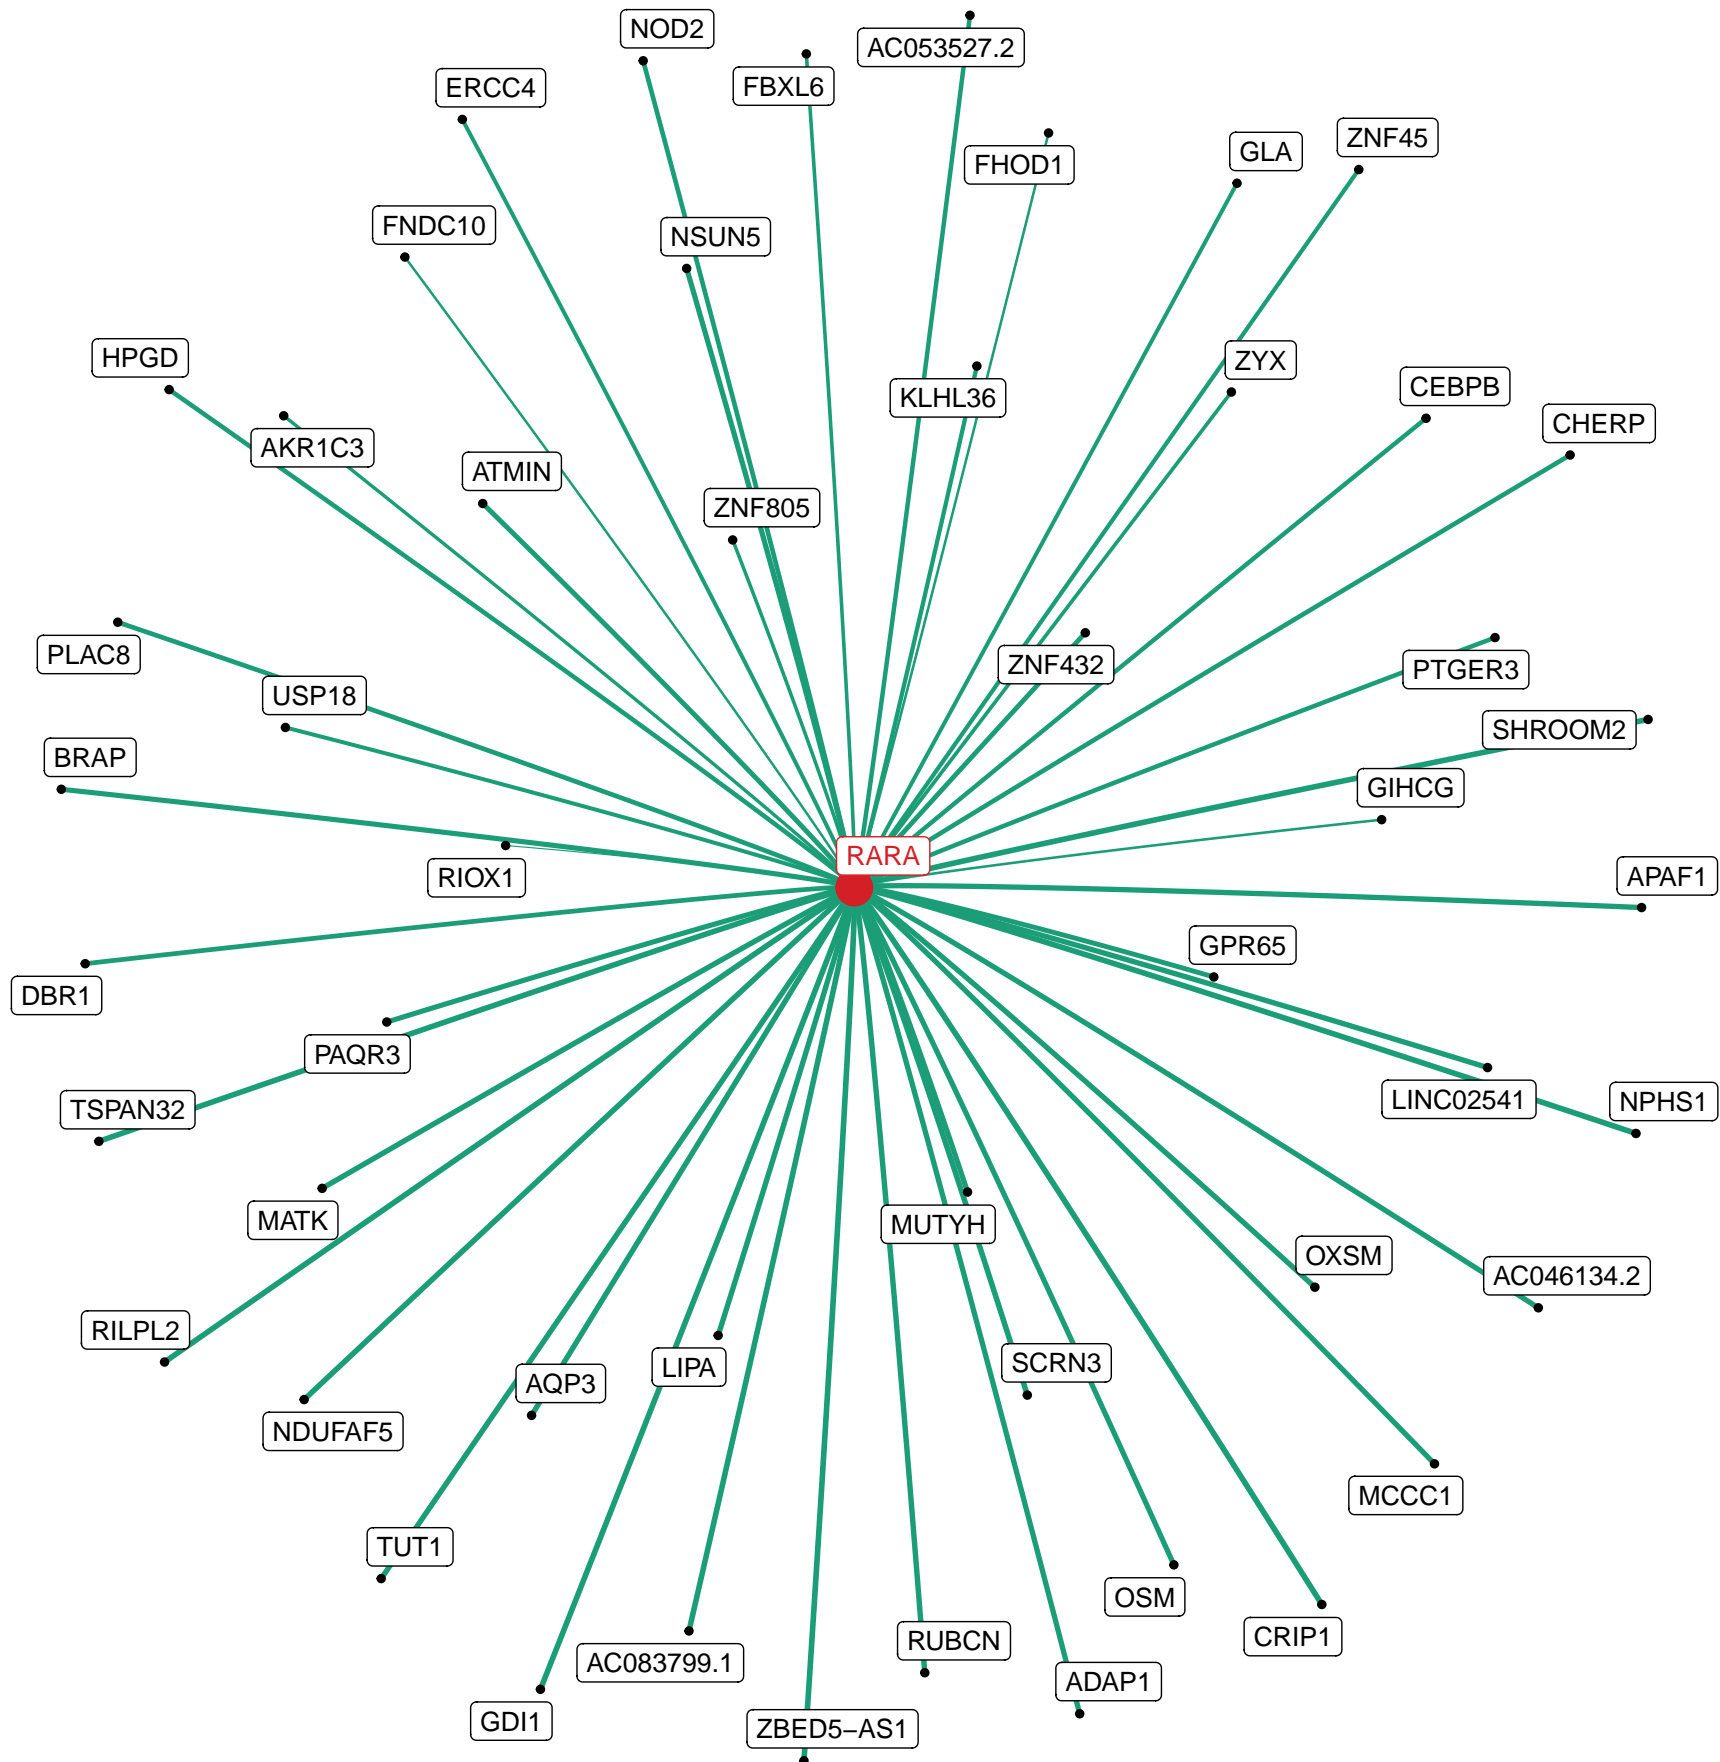 NOD2
AC053527.2
FBXL6
ERCC4
ZNF45
GLA
FHOD1
FNDC10
NSUN5
HPGD
ZYX
CEBPB
KLHL36
CHERP
AKR1C3
ATMIN
ZNF805
PLAC8
ZNF432
PTGER3
USP18
SHROOM2
BRAP
GIHCG
RARA
RIOX1
APAF1
GPR65
DBR1
PAQR3
LINC02541
NPHS1
TSPAN32
MATK
MUTYH
OXSM
AC046134.2
RILPL2
SCRN3
LIPA
AQP3
NDUFAF5
MCCC1
TUT1
OSM
CRIP1
RUBCN
AC083799.1
ADAP1
GDI1
ZBED5−AS1